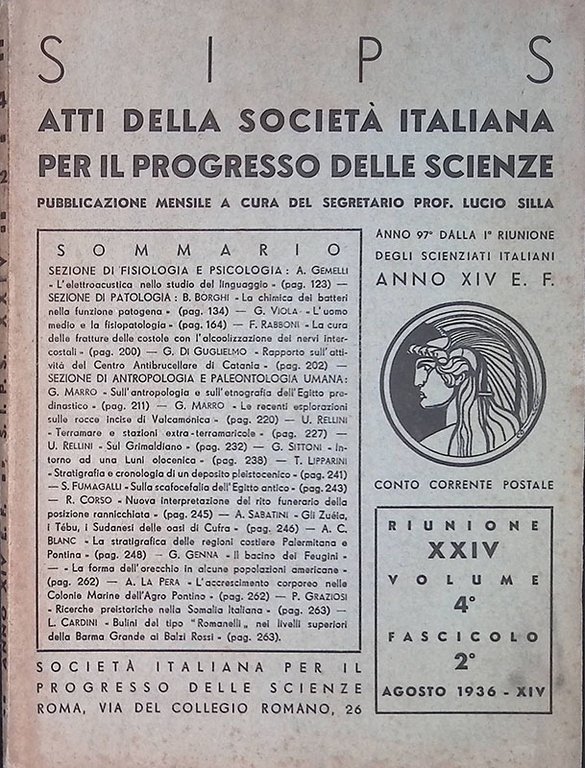 S I P S
ATTI DELLA SOCIETÀ ITALIANA
PER IL PROGRESSO DELLE SCIENZE
PUBBLICAZIONE MENSILE A CURA DEL SEGRETARIO PROF. LUCIO SILLA
SOMMARIO
SEZIONE DI FISIOLOGIA E PSICOLOGIA: A. GEMELLI
- L'elettroacustica nello studio del linguaggio - (pag. 123) —
SEZIONE DI PATOLOGIA: B. BORGHI - La chimica dei batteri
nella funzione patogena - (pag. 134) — G. VIOLA - L'uomo
medio e la fisiopatologia - (pag. 164) — F. RABBONI - La cura
delle fratture delle costole con l'alcoolizzazione dei nervi inter-
costali - (pag. 200) — G. DI GUGLIELMO - Rapporto sull'atti-
vità del Centro Antibrucellare di Catania - (pag. 202) —
SEZIONE DI ANTROPOLOGIA E PALEONTOLOGIA UMANA:
G. MARRO - Sull'antropologia e sull'etnografia dell'Egitto pre-
dinastico - (pag. 211) — G. MARRO - Le recenti esplorazioni
sulle rocce incise di Valcamonica - (pag. 220) — U. RELLINI
- Terramare e stazioni extra-terramaricole - (pag. 227) —
U. RELLINI - Sul Grimaldiano - (pag. 232) — G. SITTONI - In-
torno ad una Luni olocenica - (pag. 238) — T. LIPPARINI
- Stratigrafia e cronologia di un deposito pleistocenico - (pag. 241)
— S. FUMAGALLI - Sulla scafocefalia dell'Egitto antico - (pag. 243)
— R. CORSO - Nuova interpretazione del rito funerario della
posizione rannicchiata - (pag. 245) — A. SABATINI - Gli Zuéia,
i Tébu, i Sudanesi delle oasi di Cufra - (pag. 246) — A. C.
BLANC - La stratigrafia delle regioni costiere Palermitana e
Pontina - (pag. 248) — G. GENNA - Il bacino dei Feugini -
— - La forma dell'orecchio in alcune popolazioni americane -
(pag. 262) — A. LA PERA - L'accrescimento corporeo nelle
Colonie Marine dell'Agro Pontino - (pag. 262) — P. GRAZIOSI
- Ricerche preistoriche nella Somalia Italiana - (pag. 263) —
L. CARDINI - Bulini del tipo "Romanelli" nei livelli superiori
della Barma Grande ai Balzi Rossi - (pag. 263).
ANNO 97° DALLA 1ª RIUNIONE
DEGLI SCIENZIATI ITALIANI
ANNO XIV E. F.
CONTO CORRENTE POSTALE
RIUNIONE
XXIV
VOLUME
4°
FASCICOLO
2°
AGOSTO 1936 - XIV
SOCIETÀ ITALIANA PER IL
PROGRESSO DELLE SCIENZE
ROMA, VIA DEL COLLEGIO ROMANO, 26